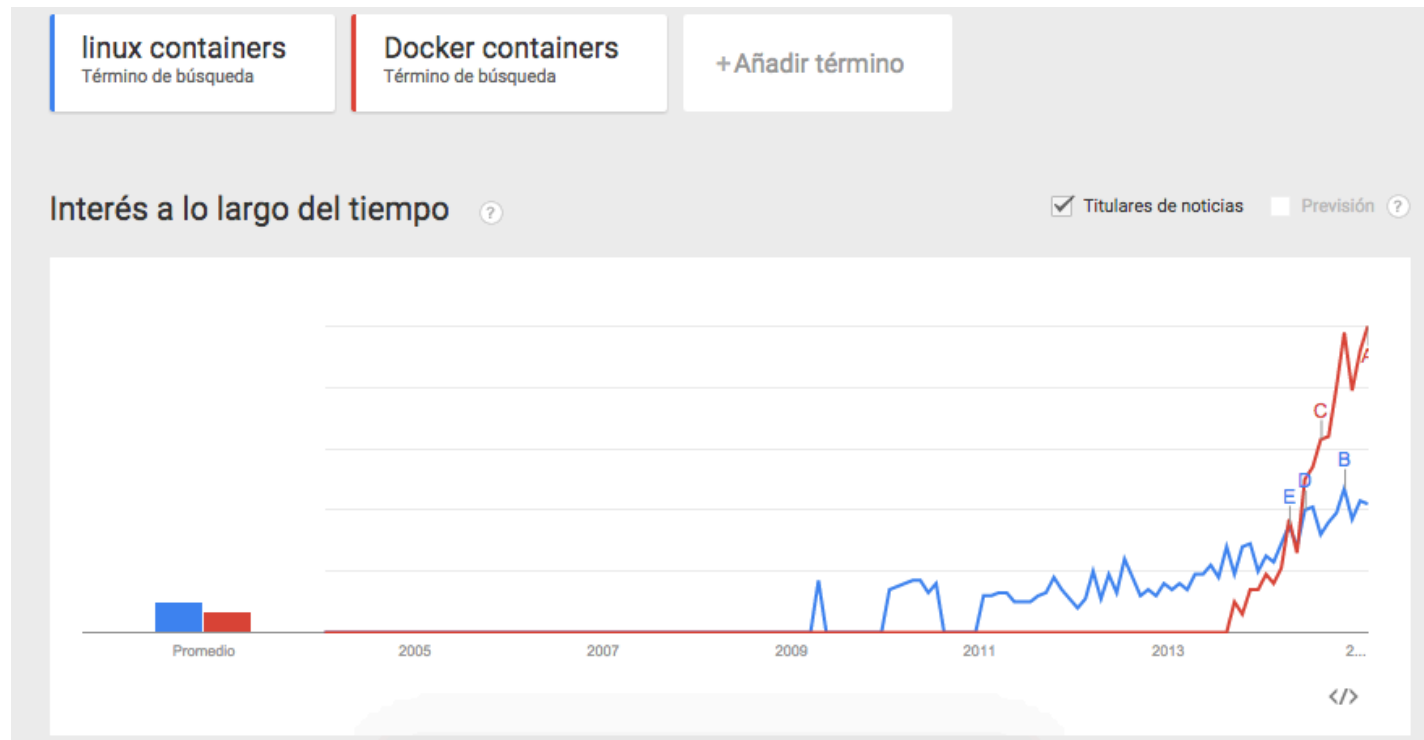 linux containers
Término de búsqueda
Docker containers
Término de búsqueda
+Añadir término
Interés a lo largo del tiempo ?
Titulares de noticias
Previsión ?
A
C
B
D
E
Promedio
2005
2007
2009
2011
2013
2...
</>